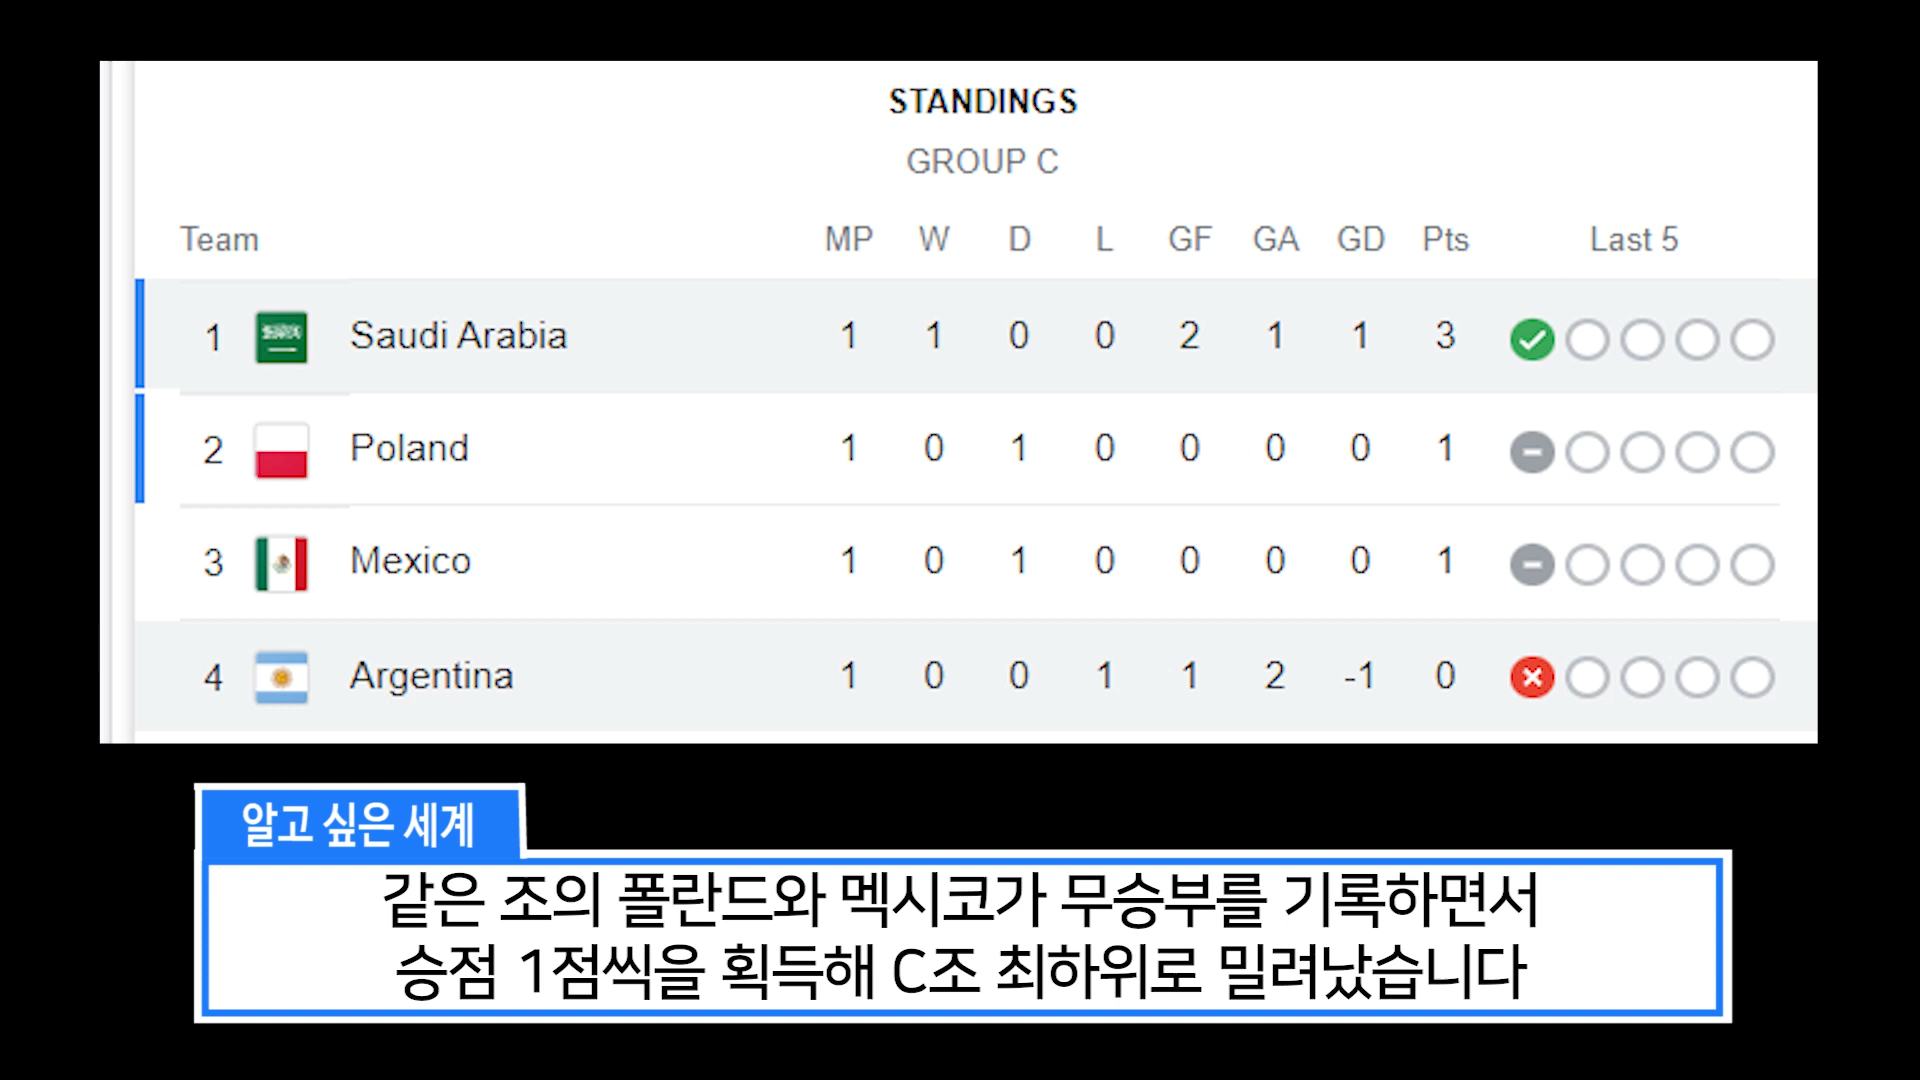 STANDINGS
GROUP C
Team MP W D L GF GA GD Pts Last 5
1 Saudi Arabia 1 1 0 0 2 1 1 3
2 Poland 1 0 1 0 0 0 0 1
3 Mexico 1 0 1 0 0 0 0 1
4 Argentina 1 0 0 1 1 2 -1 0
알고 싶은 세계
같은 조의 폴란드와 멕시코가 무승부를 기록하면서
승점 1점씩을 획득해 C조 최하위로 밀려났습니다